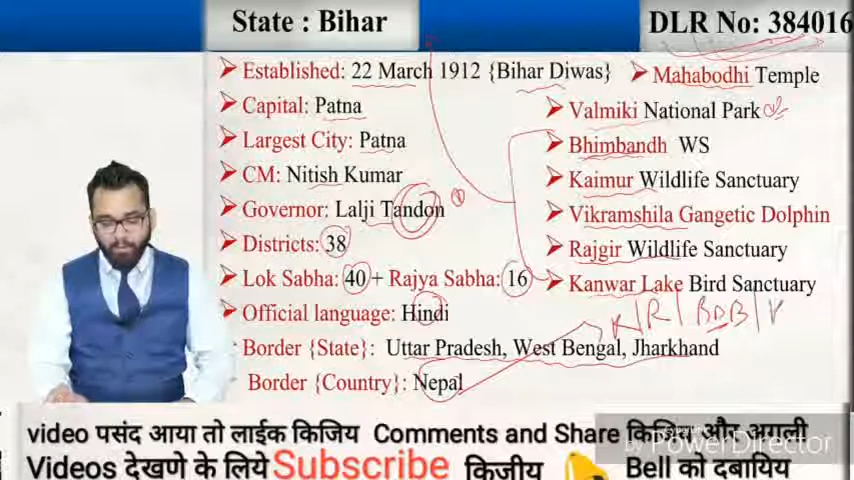 State : Bihar
DLR No: 384016
Established: 22 March 1912 {Bihar Diwas}
Capital: Patna
Largest City: Patna
CM: Nitish Kumar
Governor: Lalji Tandon
Districts: 38
Lok Sabha: 40 + Rajya Sabha: 16
Official language: Hindi
Border {State}: Uttar Pradesh, West Bengal, Jharkhand
Border {Country}: Nepal
Mahabodhi Temple
Valmiki National Park
Bhimbandh WS
Kaimur Wildlife Sanctuary
Vikramshila Gangetic Dolphin
Rajgir Wildlife Sanctuary
Kanwar Lake Bird Sanctuary
video पसंद आया तो लाईक किजिय Comments and Share किजिए और अगली
Videos देखणे के लिये Subscribe किजीय Bell को दबायिय
PowerDirector